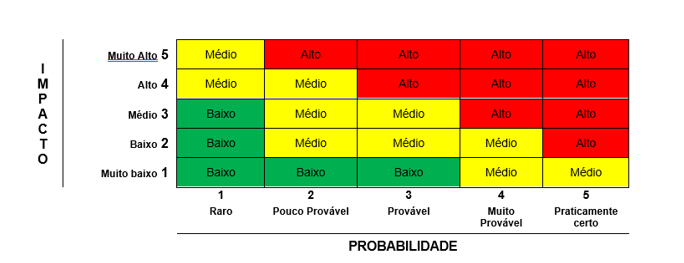 IMPACTO
Muito Alto 5 Médio Alto Alto Alto Alto
Alto 4 Médio Médio Alto Alto Alto
Médio 3 Baixo Médio Médio Alto Alto
Baixo 2 Baixo Médio Médio Médio Alto
Muito baixo 1 Baixo Baixo Baixo Médio Médio
1 2 3 4 5
Raro Pouco Provável Provável Muito Provável Praticamente certo
PROBABILIDADE